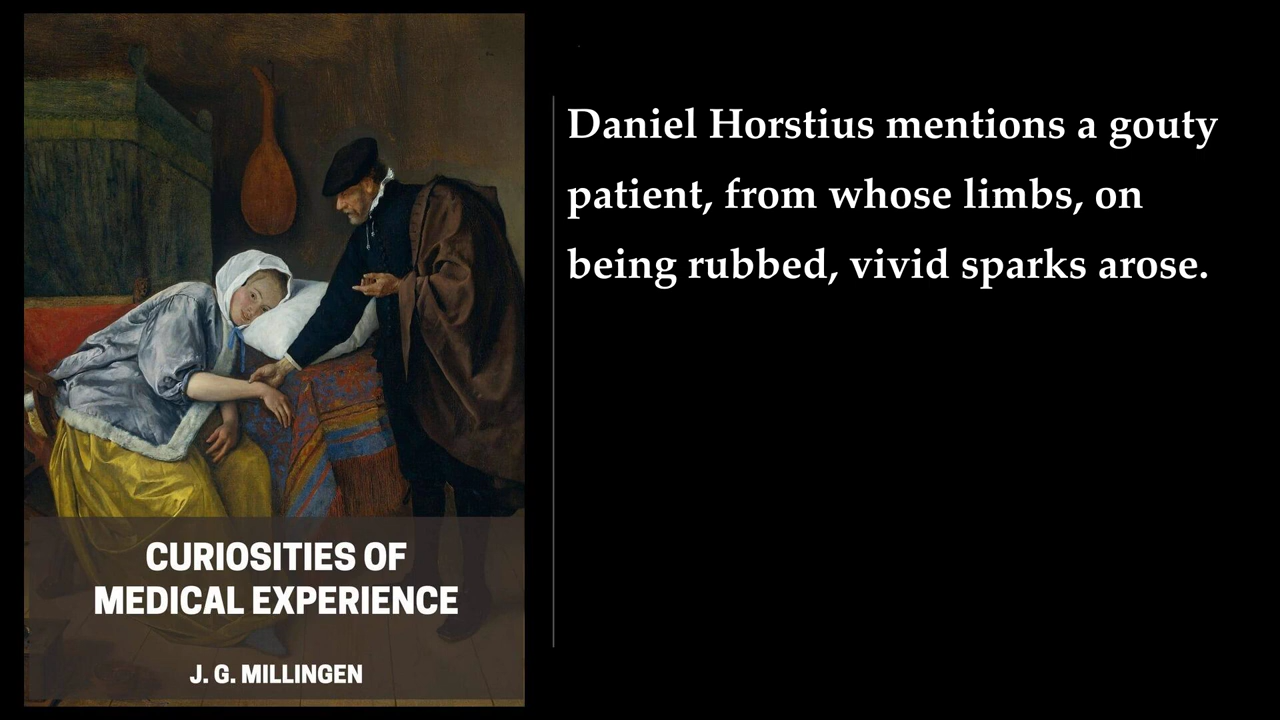 Daniel Horstius mentions a gouty
patient, from whose limbs, on
being rubbed, vivid sparks arose.
CURIOSITIES OF
MEDICAL EXPERIENCE
J. G. MILLINGEN